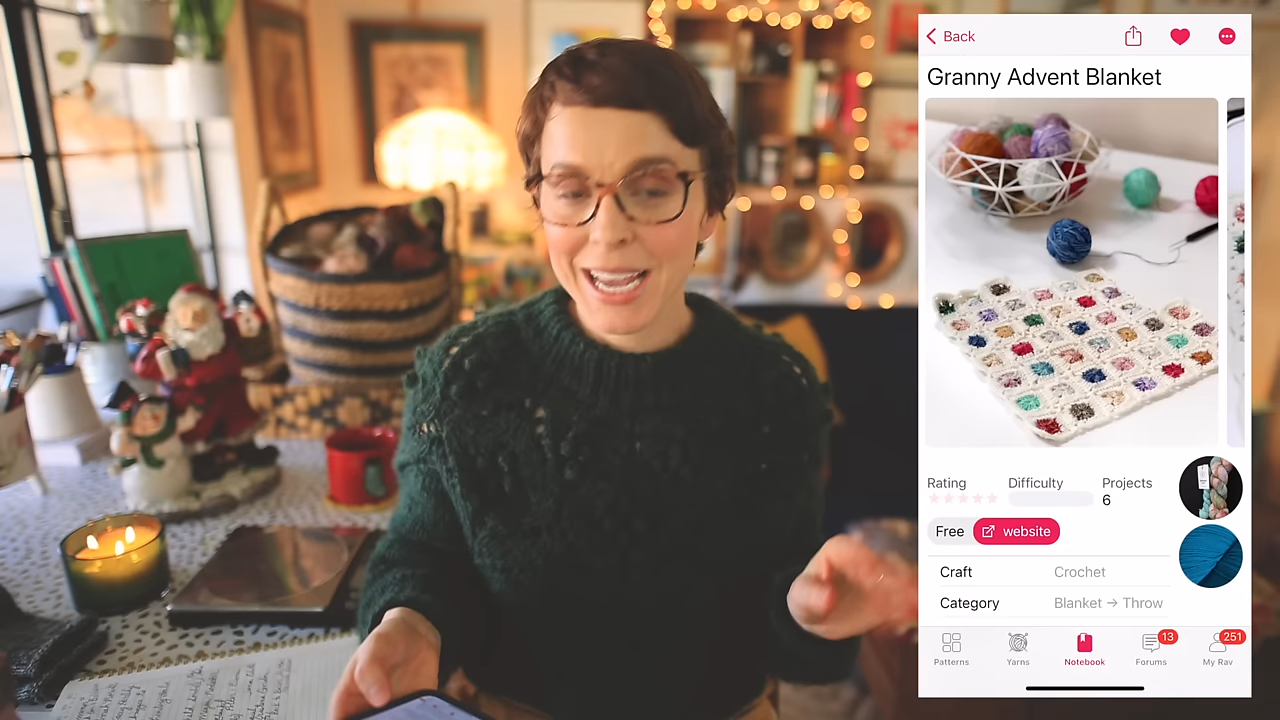 Back
Granny Advent Blanket
Rating
Difficulty
Projects
6
Free
website
Craft
Crochet
Category
Blanket → Throw
Patterns
Yarns
Notebook
Forums
13
My Rav
251